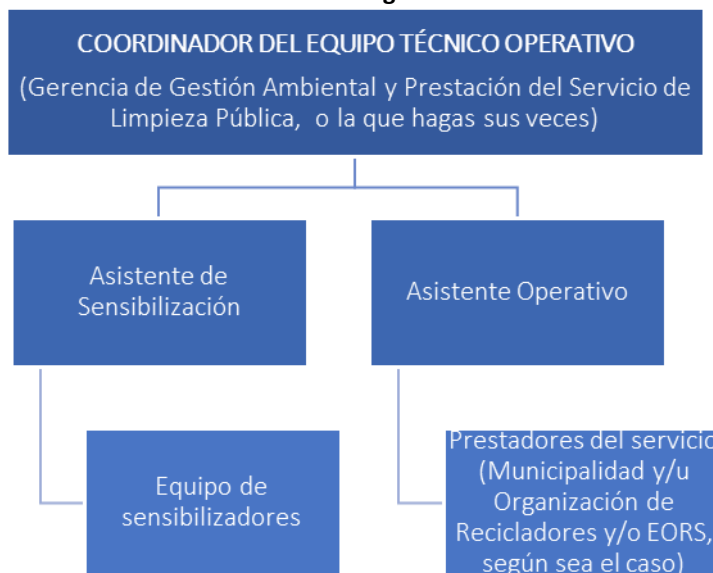 COORDINADOR DEL EQUIPO TÉCNICO OPERATIVO
(Gerencia de Gestión Ambiental y Prestación del Servicio de
Limpieza Pública, o la que hagas sus veces)
Asistente de
Sensibilización
Asistente Operativo
Equipo de
sensibilizadores
Prestadores del servicio
(Municipalidad y/u
Organización de
Recicladores y/o EORS,
según sea el caso)